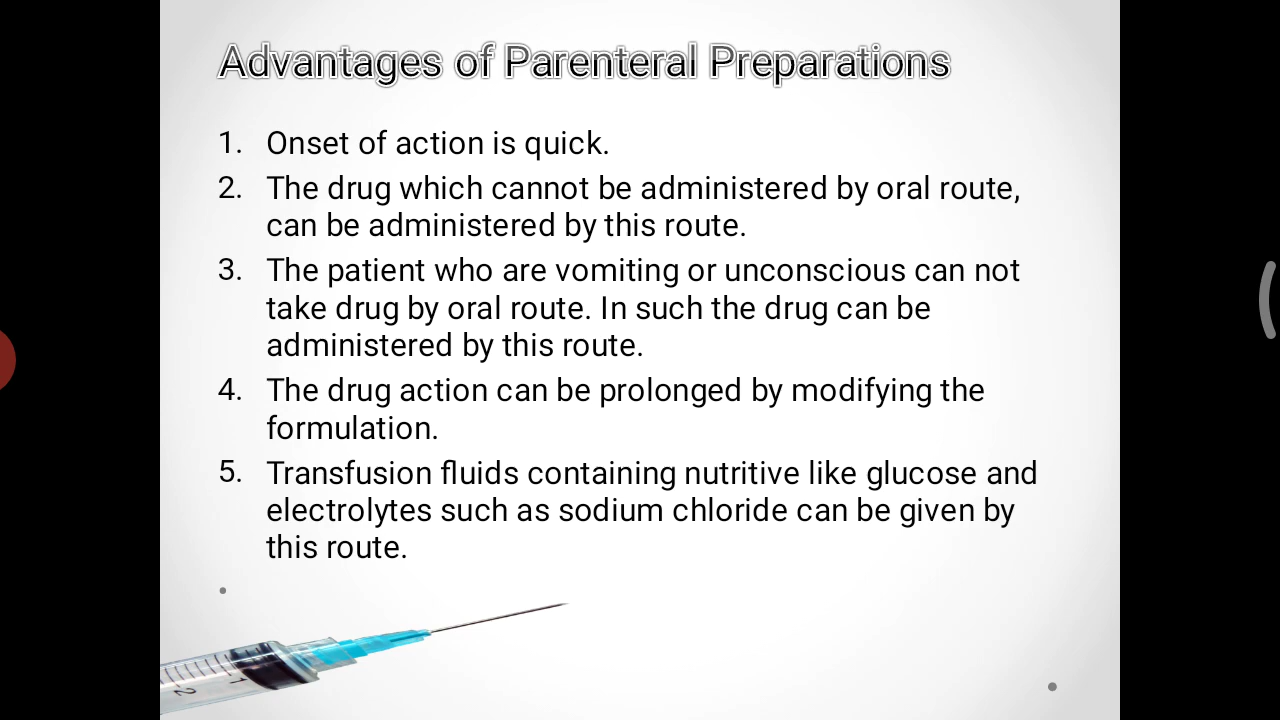 Advantages of Parenteral Preparations
1. Onset of action is quick.
2. The drug which cannot be administered by oral route,
can be administered by this route.
3. The patient who are vomiting or unconscious can not
take drug by oral route. In such the drug can be
administered by this route.
4. The drug action can be prolonged by modifying the
formulation.
5. Transfusion fluids containing nutritive like glucose and
electrolytes such as sodium chloride can be given by
this route.
1
2